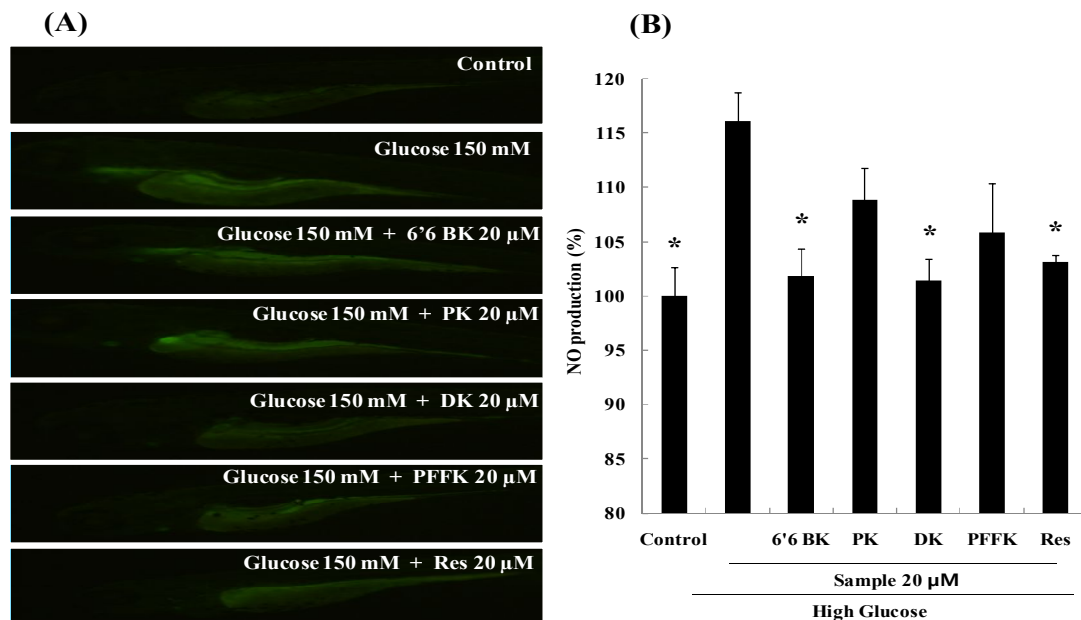 (A)
Control
Glucose 150 mM
Glucose 150 mM + 6'6 BK 20 µM
Glucose 150 mM + PK 20 µM
Glucose 150 mM + DK 20 µM
Glucose 150 mM + PFFK 20 µM
Glucose 150 mM + Res 20 µM
(B)
NO production (%)
120
115
110
105
100
95
90
85
80
* * * *
Control 6'6 BK PK DK PFFK Res
Sample 20 µM
High Glucose